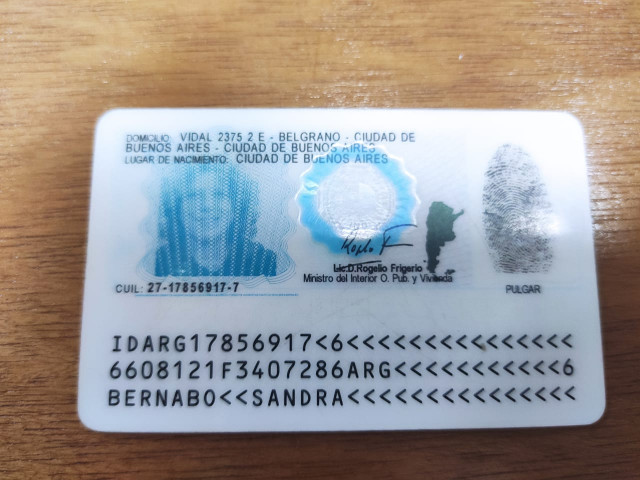 DOMICILIO: VIDAL 2375 2 E - BELGRANO - CIUDAD DE
BUENOS AIRES - CIUDAD DE BUENOS AIRES
LUGAR DE NACIMIENTO: CIUDAD DE BUENOS AIRES
Lic.D.Rogelio Frigerio
Ministro del Interior O. Pub. y Vivienda
CUIL: 27-17856917-7
PULGAR
IDARG17856917<6<<<<<<<<<<<<<<<
6608121F3407286ARG<<<<<<<<<<<6
BERNABO<<SANDRA<<<<<<<<<<<<<<<